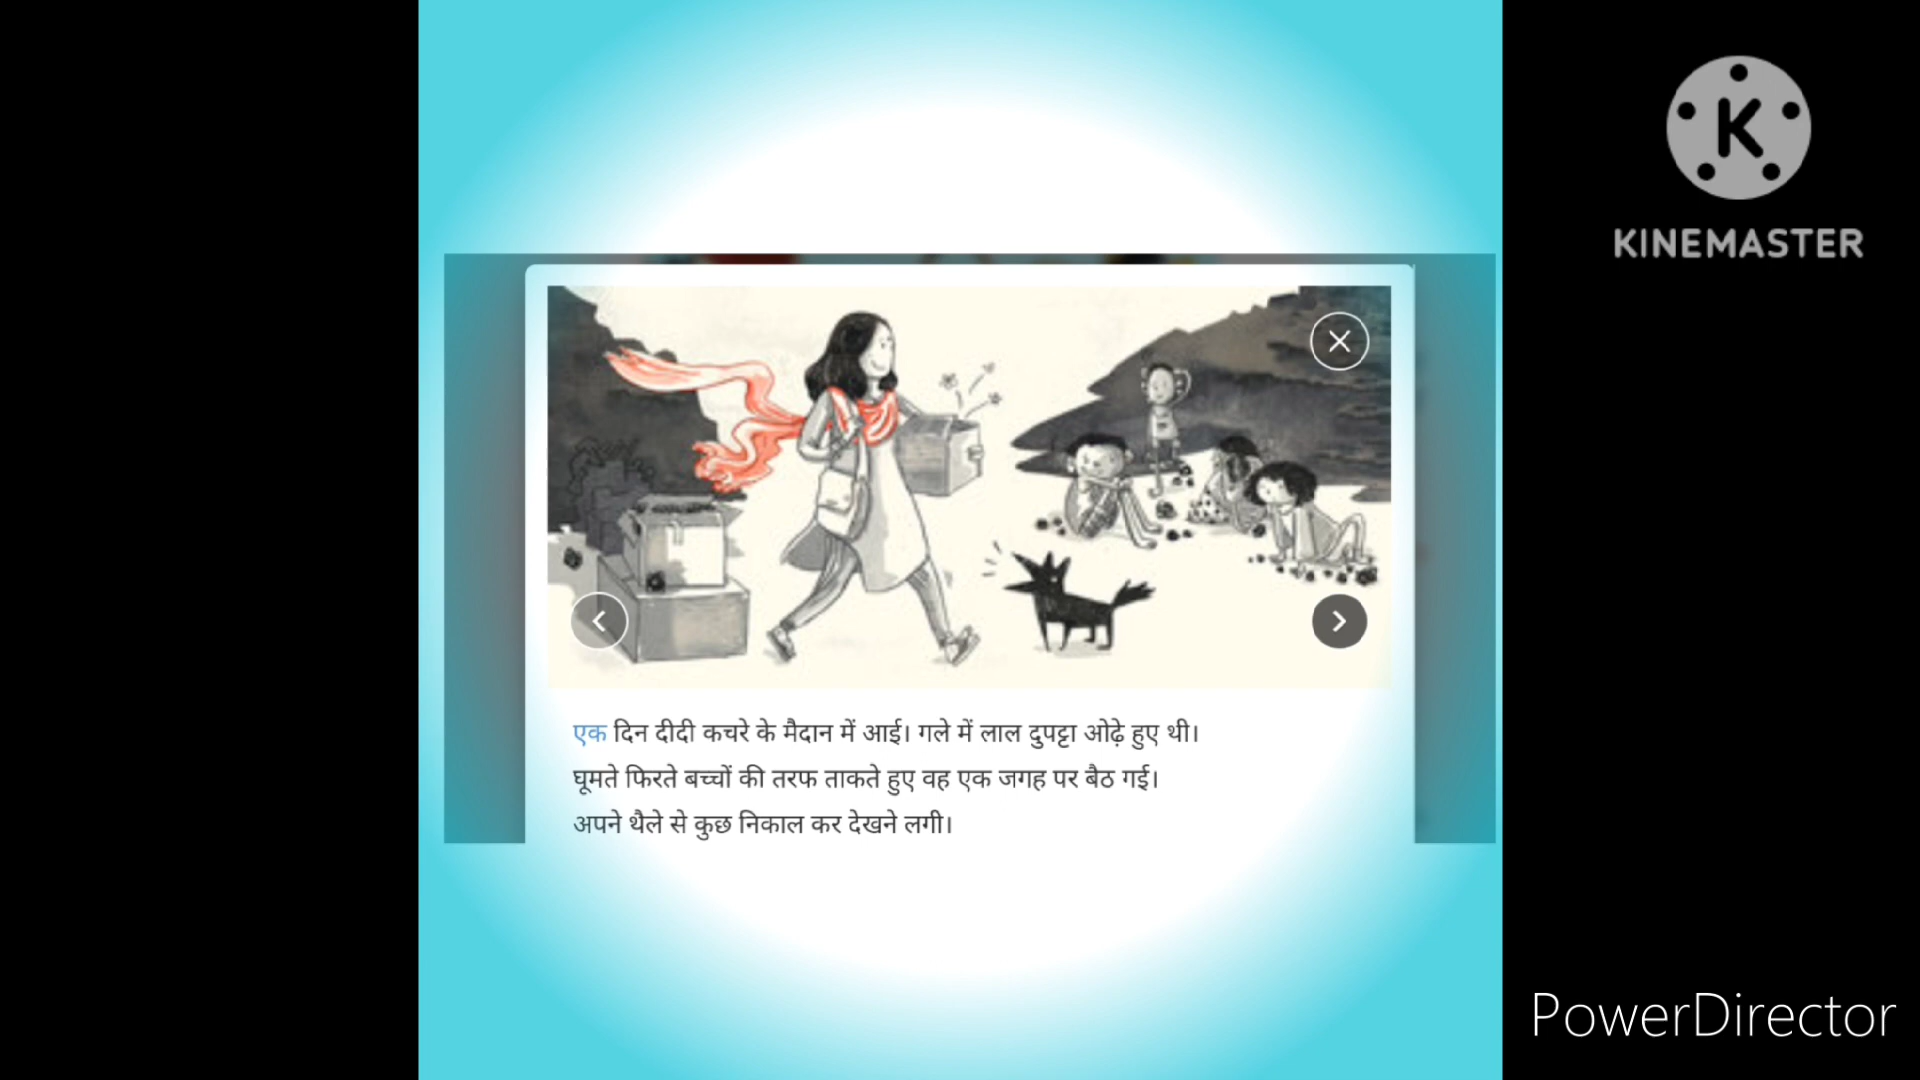 KINEMASTER
एक दिन दीदी कचरे के मैदान में आई। गले में लाल दुपट्टा ओढ़े हुए थी।
घूमते फिरते बच्चों की तरफ ताकते हुए वह एक जगह पर बैठ गई।
अपने थैले से कुछ निकाल कर देखने लगी।
PowerDirector